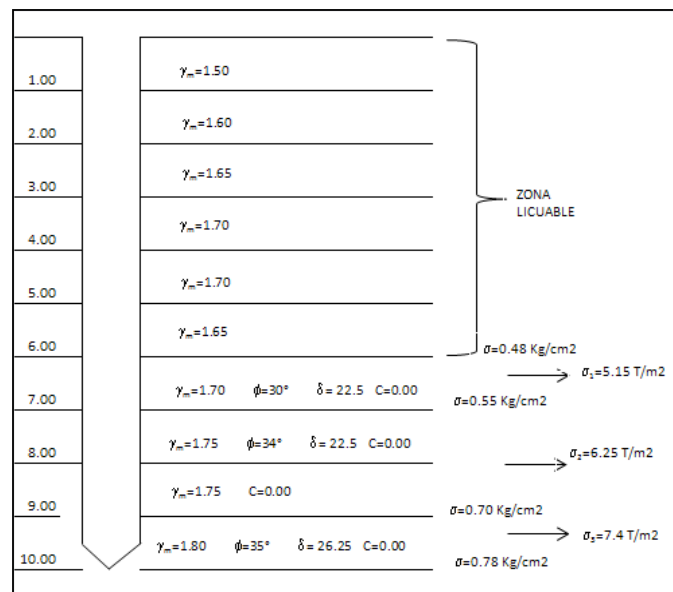 γm=1.50
1.00
γm=1.60
2.00
γm=1.65
3.00
ZONA
LICUABLE
γm=1.70
4.00
γm=1.70
5.00
γm=1.65
6.00
σ=0.48 Kg/cm2
σ1=5.15 T/m2
γm=1.70 ϕ=30° δ= 22.5 C=0.00
σ=0.55 Kg/cm2
7.00
γm=1.75 ϕ=34° δ= 22.5 C=0.00
8.00
σ2=6.25 T/m2
γm=1.75 C=0.00
9.00
σ=0.70 Kg/cm2
σ3=7.4 T/m2
γm=1.80 ϕ=35° δ= 26.25 C=0.00
10.00
σ=0.78 Kg/cm2